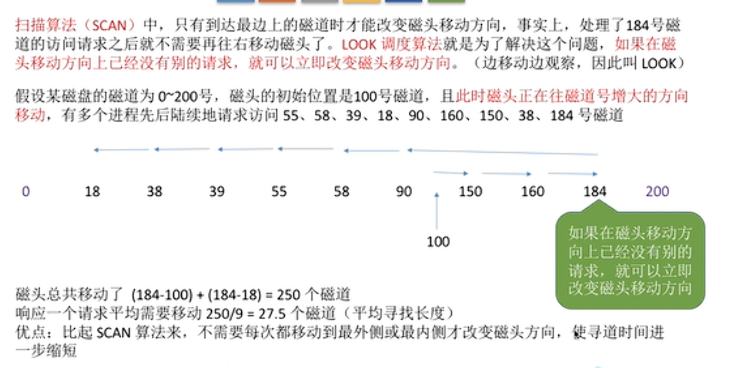 扫描算法（SCAN）中，只有到达最边上的磁道时才能改变磁头移动方向，事实上，处理了184号磁
道的访问请求之后就不需要再往右移动磁头了。LOOK 调度算法就是为了解决这个问题，如果在磁
头移动方向上已经没有别的请求，就可以立即改变磁头移动方向。（边移动边观察，因此叫 LOOK）
假设某磁盘的磁道为 0~200号，磁头的初始位置是100号磁道，且此时磁头正在往磁道号增大的方向
移动，有多个进程先后陆续地请求访问 55、58、39、18、90、160、150、38、184 号磁道
0 18 38 39 55 58 90 150 160 184 200
100
如果在磁头移动方
向上已经没有别的
请求，就可以立即
改变磁头移动方向
磁头总共移动了 (184-100) + (184-18) = 250 个磁道
响应一个请求平均需要移动 250/9 = 27.5 个磁道（平均寻找长度）
优点：比起 SCAN 算法来，不需要每次都移动到最外侧或最内侧才改变磁头方向，使寻道时间进
一步缩短